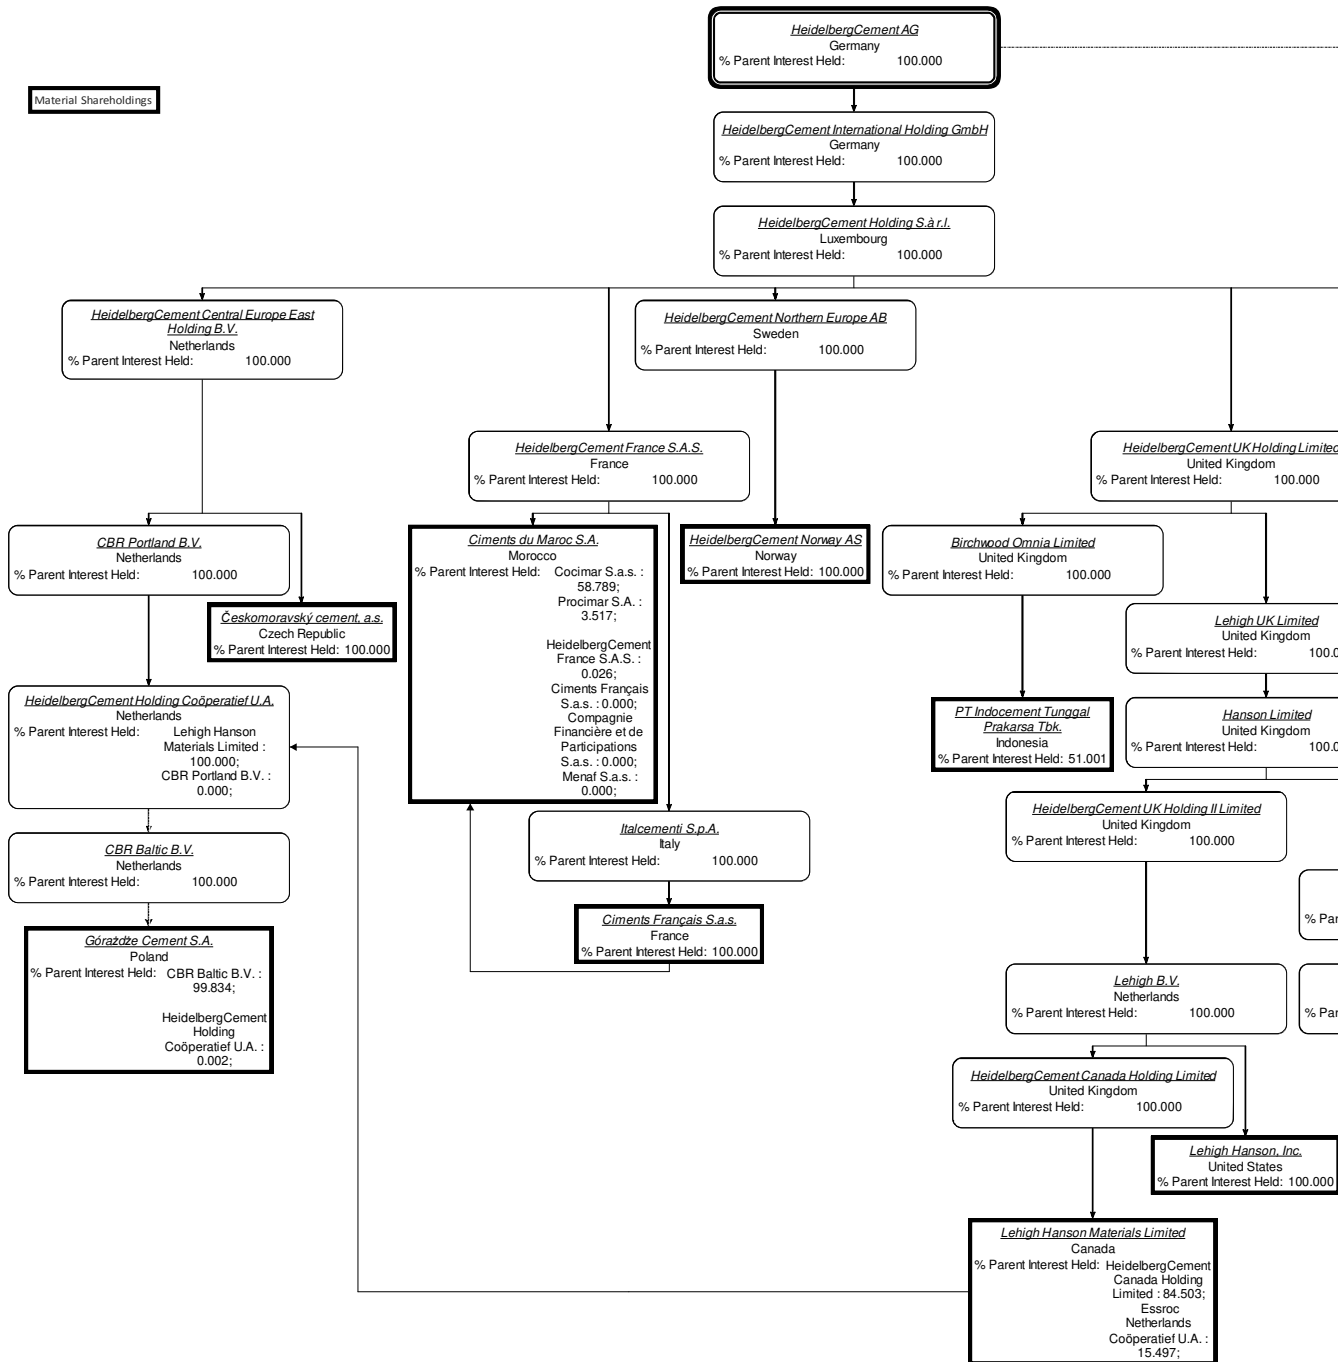 HeidelbergCement AG
Germany
% Parent Interest Held: 100.000
Material Shareholdings
HeidelbergCement International Holding GmbH
Germany
% Parent Interest Held: 100.000
HeidelbergCement Holding S.à r.l.
Luxembourg
% Parent Interest Held: 100.000
HeidelbergCement Central Europe East
Holding B.V.
Netherlands
% Parent Interest Held: 100.000
HeidelbergCement Northern Europe AB
Sweden
% Parent Interest Held: 100.000
HeidelbergCement France S.A.S.
France
% Parent Interest Held: 100.000
HeidelbergCement UK Holding Limited
United Kingdom
% Parent Interest Held: 100.000
CBR Portland B.V.
Netherlands
% Parent Interest Held: 100.000
Českomoravský cement, a.s.
Czech Republic
% Parent Interest Held: 100.000
Ciments du Maroc S.A.
Morocco
% Parent Interest Held: Cocimar S.a.s. :
58.789;
Procimar S.A. :
3.517;
HeidelbergCement
France S.A.S. :
0.026;
Ciments Français
S.a.s. : 0.000;
Compagnie
Financière et de
Participations
S.a.s. : 0.000;
Menaf S.a.s. :
0.000;
HeidelbergCement Norway AS
Norway
% Parent Interest Held: 100.000
Birchwood Omnia Limited
United Kingdom
% Parent Interest Held: 100.000
Lehigh UK Limited
United Kingdom
% Parent Interest Held: 100.0
HeidelbergCement Holding Coöperatief U.A.
Netherlands
% Parent Interest Held: Lehigh Hanson
Materials Limited :
100.000;
CBR Portland B.V. :
0.000;
PT Indocement Tunggal
Prakarsa Tbk.
Indonesia
% Parent Interest Held: 51.001
Hanson Limited
United Kingdom
% Parent Interest Held: 100.0
HeidelbergCement UK Holding II Limited
United Kingdom
% Parent Interest Held: 100.000
CBR Baltic B.V.
Netherlands
% Parent Interest Held: 100.000
Italcementi S.p.A.
Italy
% Parent Interest Held: 100.000
% Par
Górażdże Cement S.A.
Poland
% Parent Interest Held: CBR Baltic B.V. :
99.834;
HeidelbergCement
Holding
Coöperatief U.A. :
0.002;
Ciments Français S.a.s.
France
% Parent Interest Held: 100.000
Lehigh B.V.
Netherlands
% Parent Interest Held: 100.000
% Par
HeidelbergCement Canada Holding Limited
United Kingdom
% Parent Interest Held: 100.000
Lehigh Hanson, Inc.
United States
% Parent Interest Held: 100.000
Lehigh Hanson Materials Limited
Canada
% Parent Interest Held: HeidelbergCement
Canada Holding
Limited : 84.503;
Essroc
Netherlands
Coöperatief U.A. :
15.497;